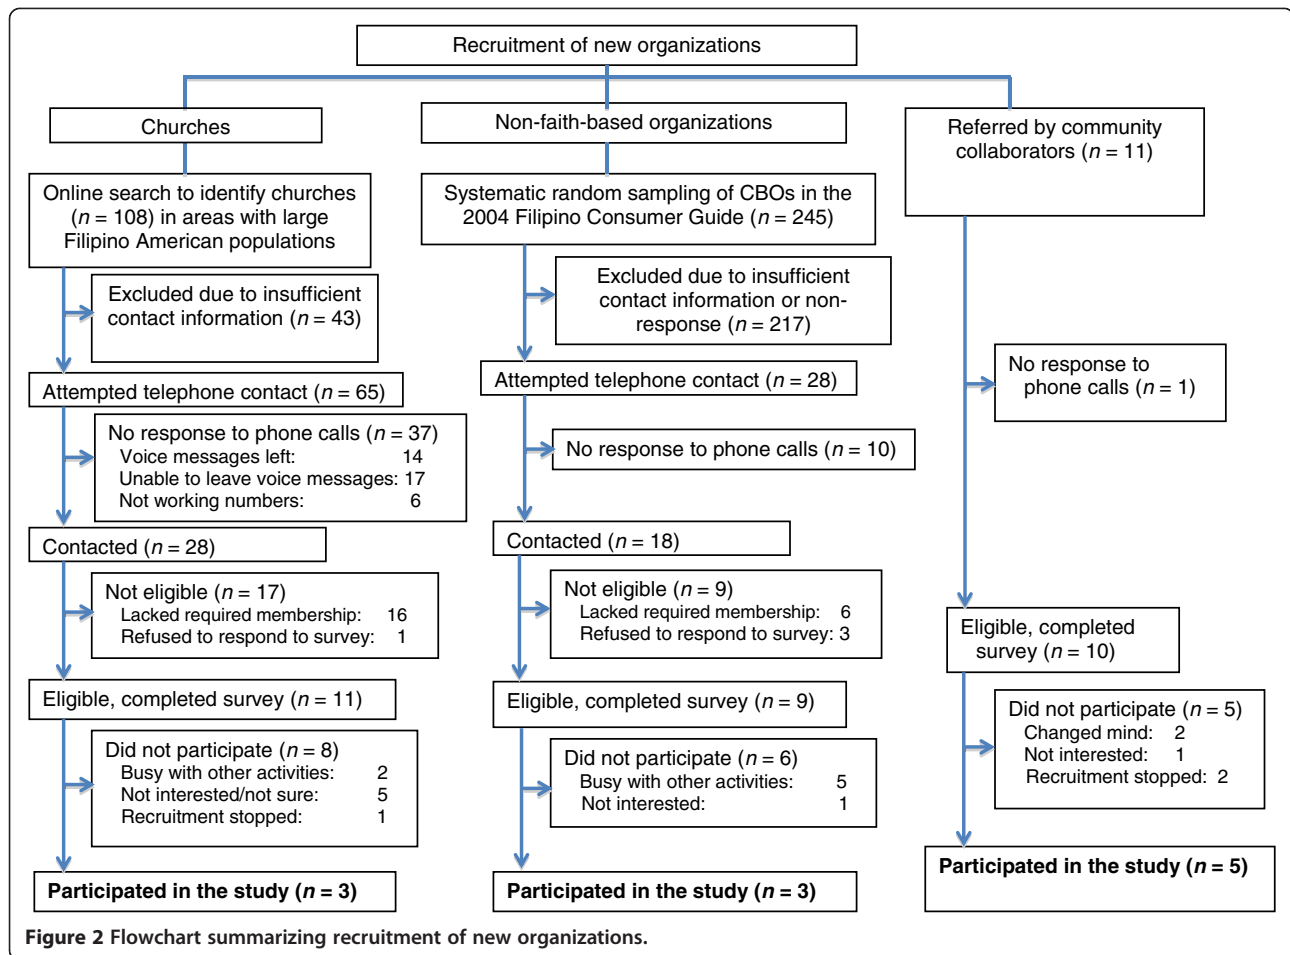 Recruitment of new organizations
Churches
Online search to identify churches
(n = 108) in areas with large
Filipino American populations
Excluded due to insufficient
contact information (n = 43)
Attempted telephone contact (n = 65)
No response to phone calls (n = 37)
Voice messages left: 14
Unable to leave voice messages: 17
Not working numbers: 6
Contacted (n = 28)
Not eligible (n = 17)
Lacked required membership: 16
Refused to respond to survey: 1
Eligible, completed survey (n = 11)
Did not participate (n = 8)
Busy with other activities: 2
Not interested/not sure: 5
Recruitment stopped: 1
Participated in the study (n = 3)
Non-faith-based organizations
Systematic random sampling of CBOs in the
2004 Filipino Consumer Guide (n = 245)
Excluded due to insufficient
contact information or non-
response (n = 217)
Attempted telephone contact (n = 28)
No response to phone calls (n = 10)
Contacted (n = 18)
Not eligible (n = 9)
Lacked required membership: 6
Refused to respond to survey: 3
Eligible, completed survey (n = 9)
Did not participate (n = 6)
Busy with other activities: 5
Not interested: 1
Participated in the study (n = 3)
Referred by community
collaborators (n = 11)
No response to
phone calls (n = 1)
Eligible, completed
survey (n = 10)
Did not participate (n = 5)
Changed mind: 2
Not interested: 1
Recruitment stopped: 2
Participated in the study (n = 5)
Figure 2 Flowchart summarizing recruitment of new organizations.